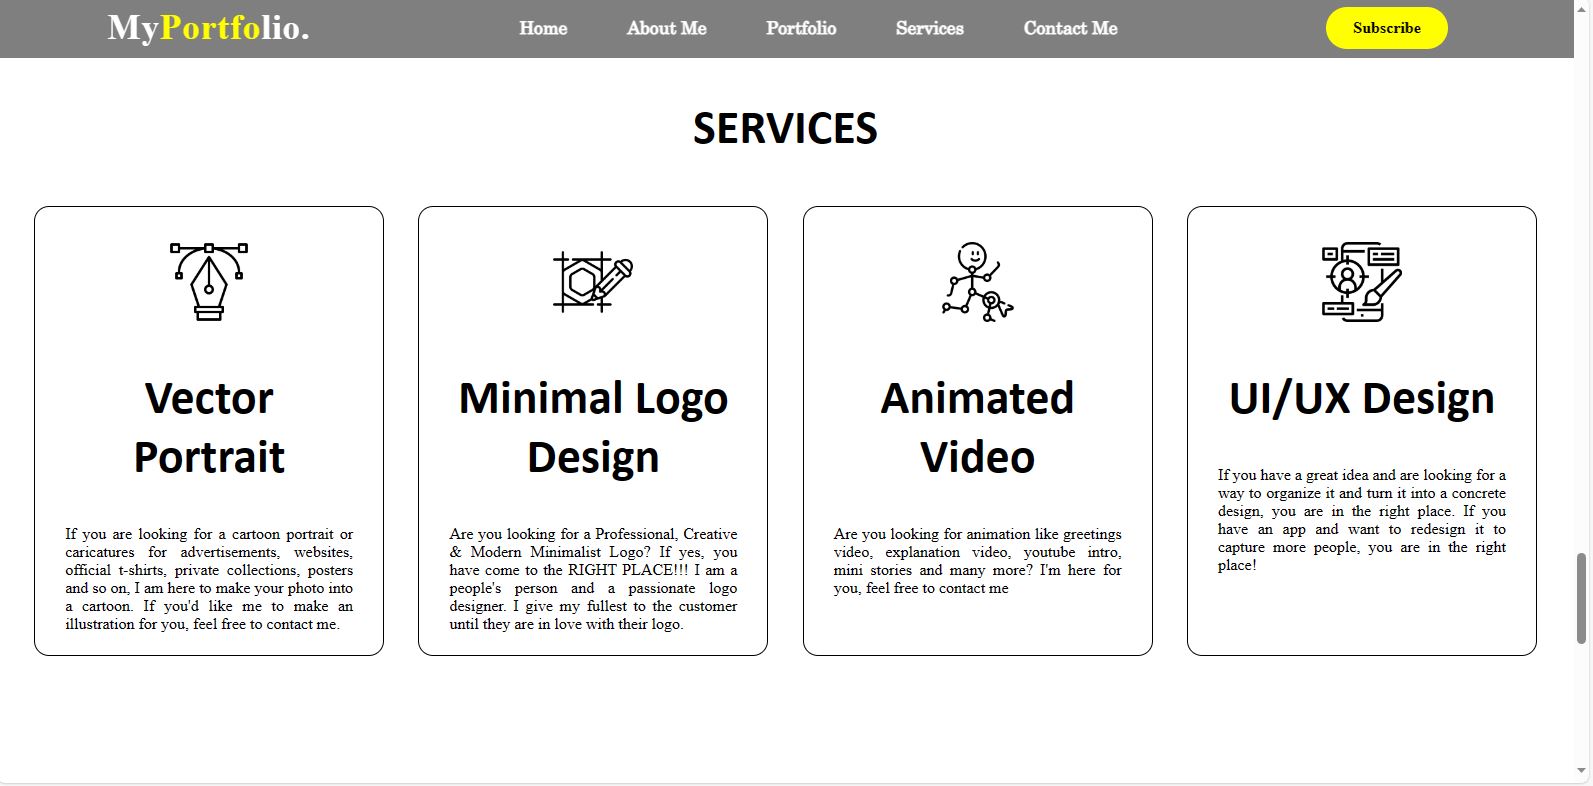 MyPortfolio.
Home About Me Portfolio Services Contact Me
Subscribe
SERVICES
Vector
Portrait
If you are looking for a cartoon portrait or
caricatures for advertisements, websites,
official t-shirts, private collections, posters
and so on, I am here to make your photo into
a cartoon. If you'd like me to make an
illustration for you, feel free to contact me.
Minimal Logo
Design
Are you looking for a Professional, Creative
& Modern Minimalist Logo? If yes, you
have come to the RIGHT PLACE!!! I am a
people's person and a passionate logo
designer. I give my fullest to the customer
until they are in love with their logo.
Animated
Video
Are you looking for animation like greetings
video, explanation video, youtube intro,
mini stories and many more? I'm here for
you, feel free to contact me
UI/UX Design
If you have a great idea and are looking for a
way to organize it and turn it into a concrete
design, you are in the right place. If you
have an app and want to redesign it to
capture more people, you are in the right
place!